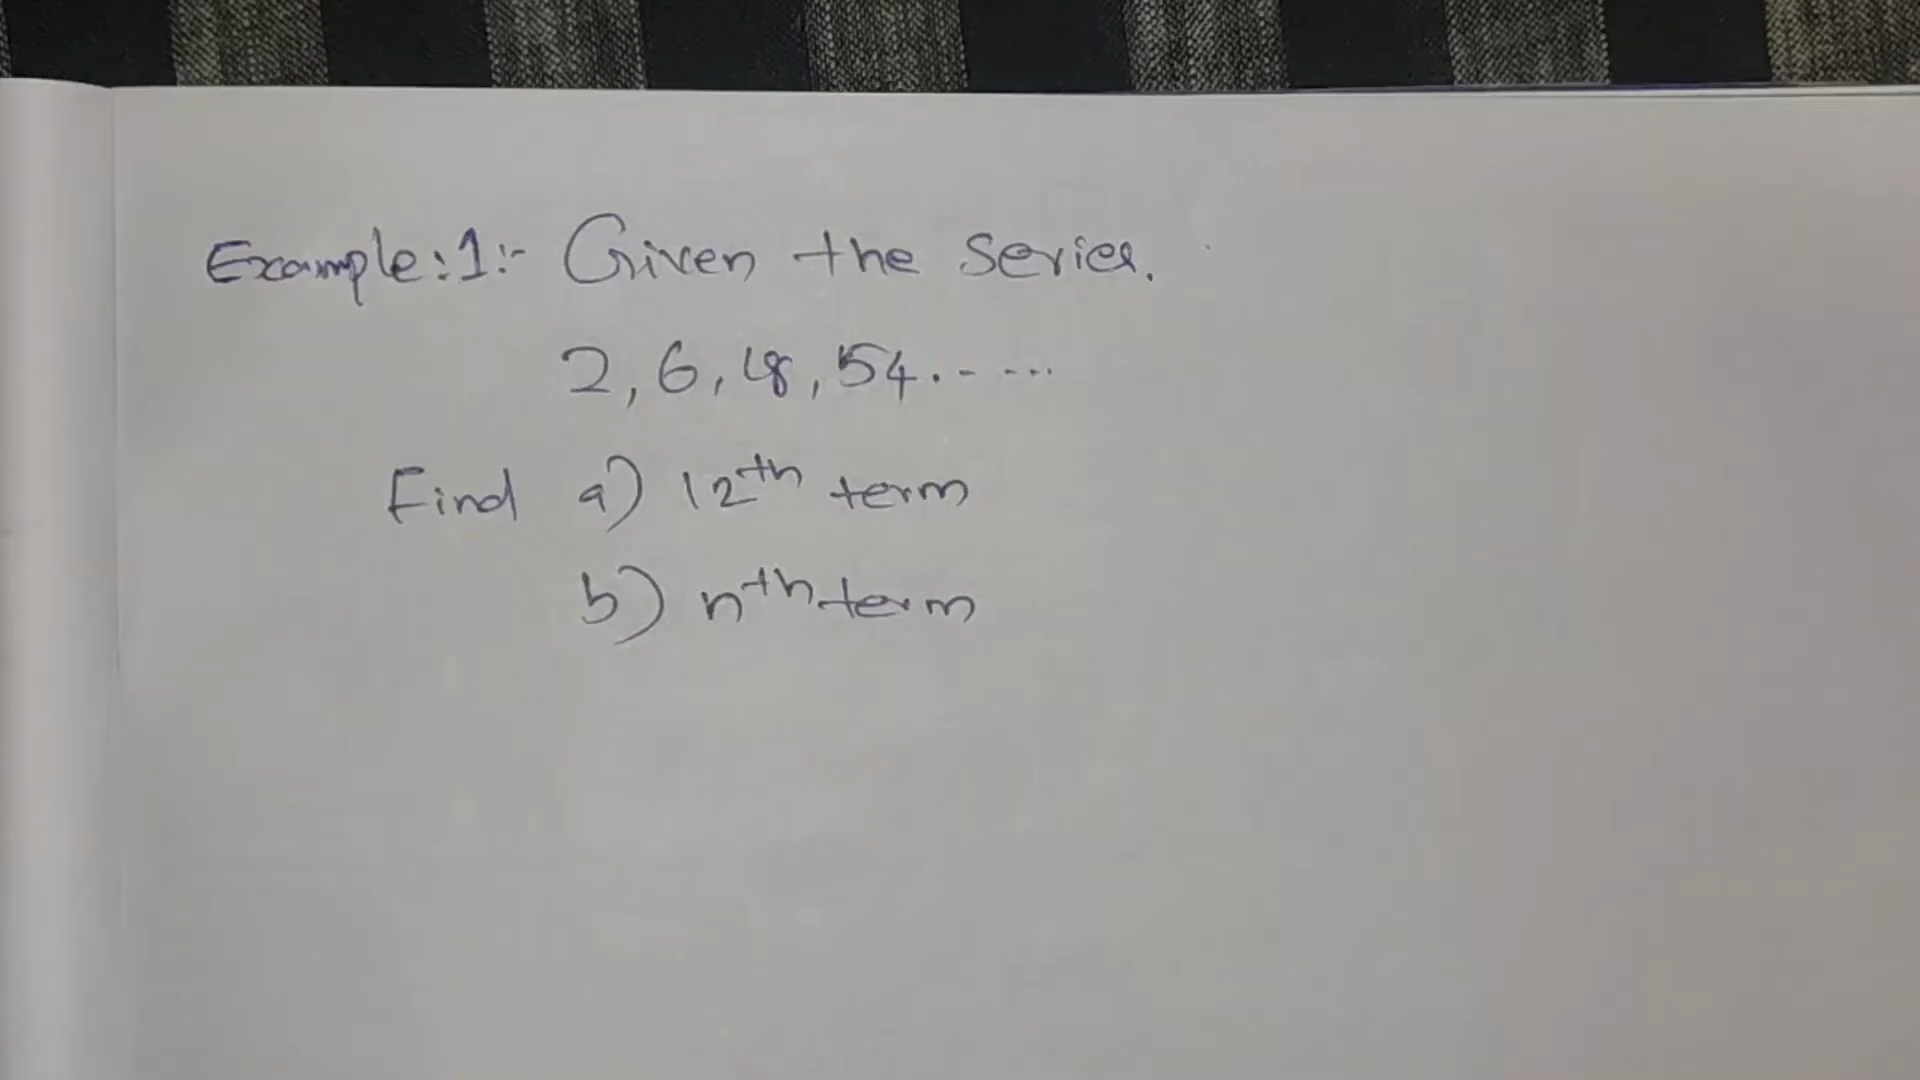 Example:1:- Given the series.
2, 6, 18, 54.- - ...
Find a) 12th term
b) nth term